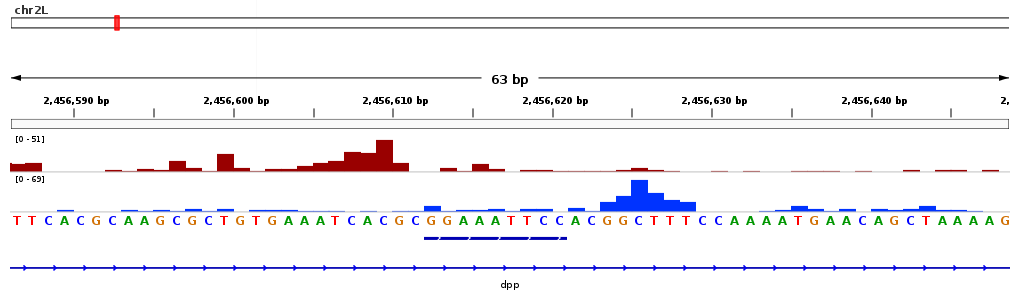 chr2L
63 bp
2,456,590 bp 2,456,600 bp 2,456,610 bp 2,456,620 bp 2,456,630 bp 2,456,640 bp 2,
[0 - 51]
[0 - 69]
T T C A C G C A A G C G C T G T G A A A T C A C G C G G A A A T T C C A C G G C T T T C C A A A A T G A A C A G C T A A A A G
dpp